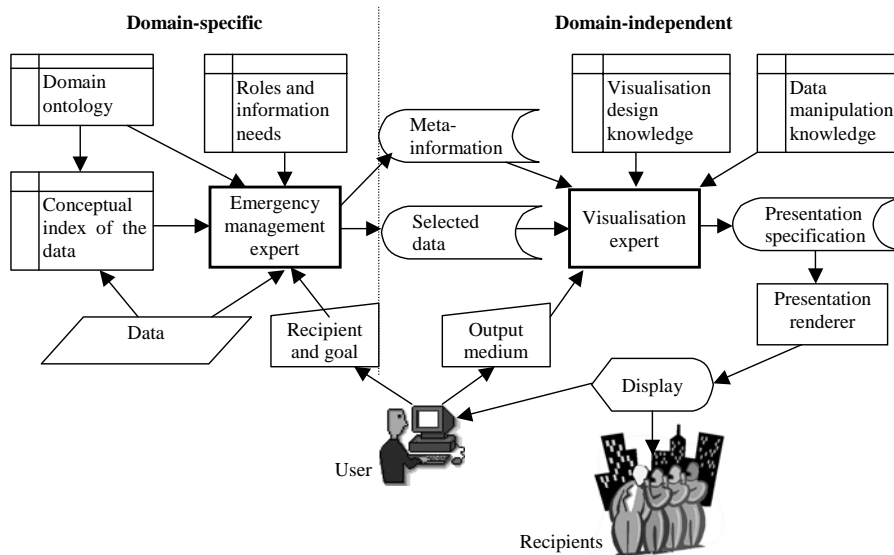 Domain-specific
Domain-independent
Domain
ontology
Roles and
information
needs
Meta-
information
Visualisation
design
knowledge
Data
manipulation
knowledge
Conceptual
index of the
data
Emergency
management
expert
Selected
data
Visualisation
expert
Presentation
specification
Data
Recipient
and goal
Output
medium
Presentation
renderer
Display
User
Recipients